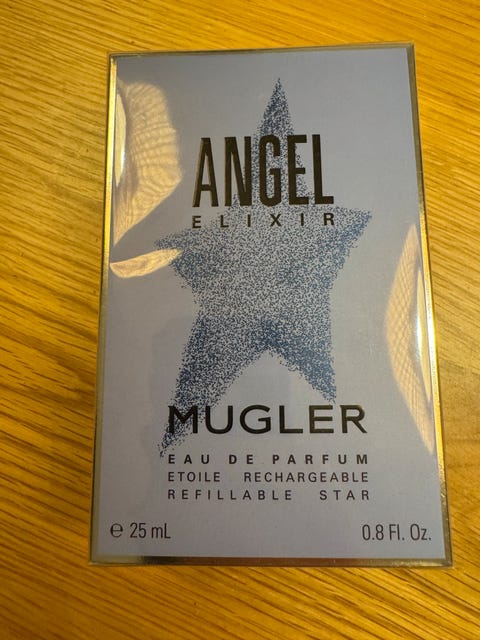 ANGEL
ELIXIR
MUGLER
EAU DE PARFUM
ETOILE RECHARGEABLE
REFILLABLE STAR
℮ 25 mL 0.8 Fl. Oz.